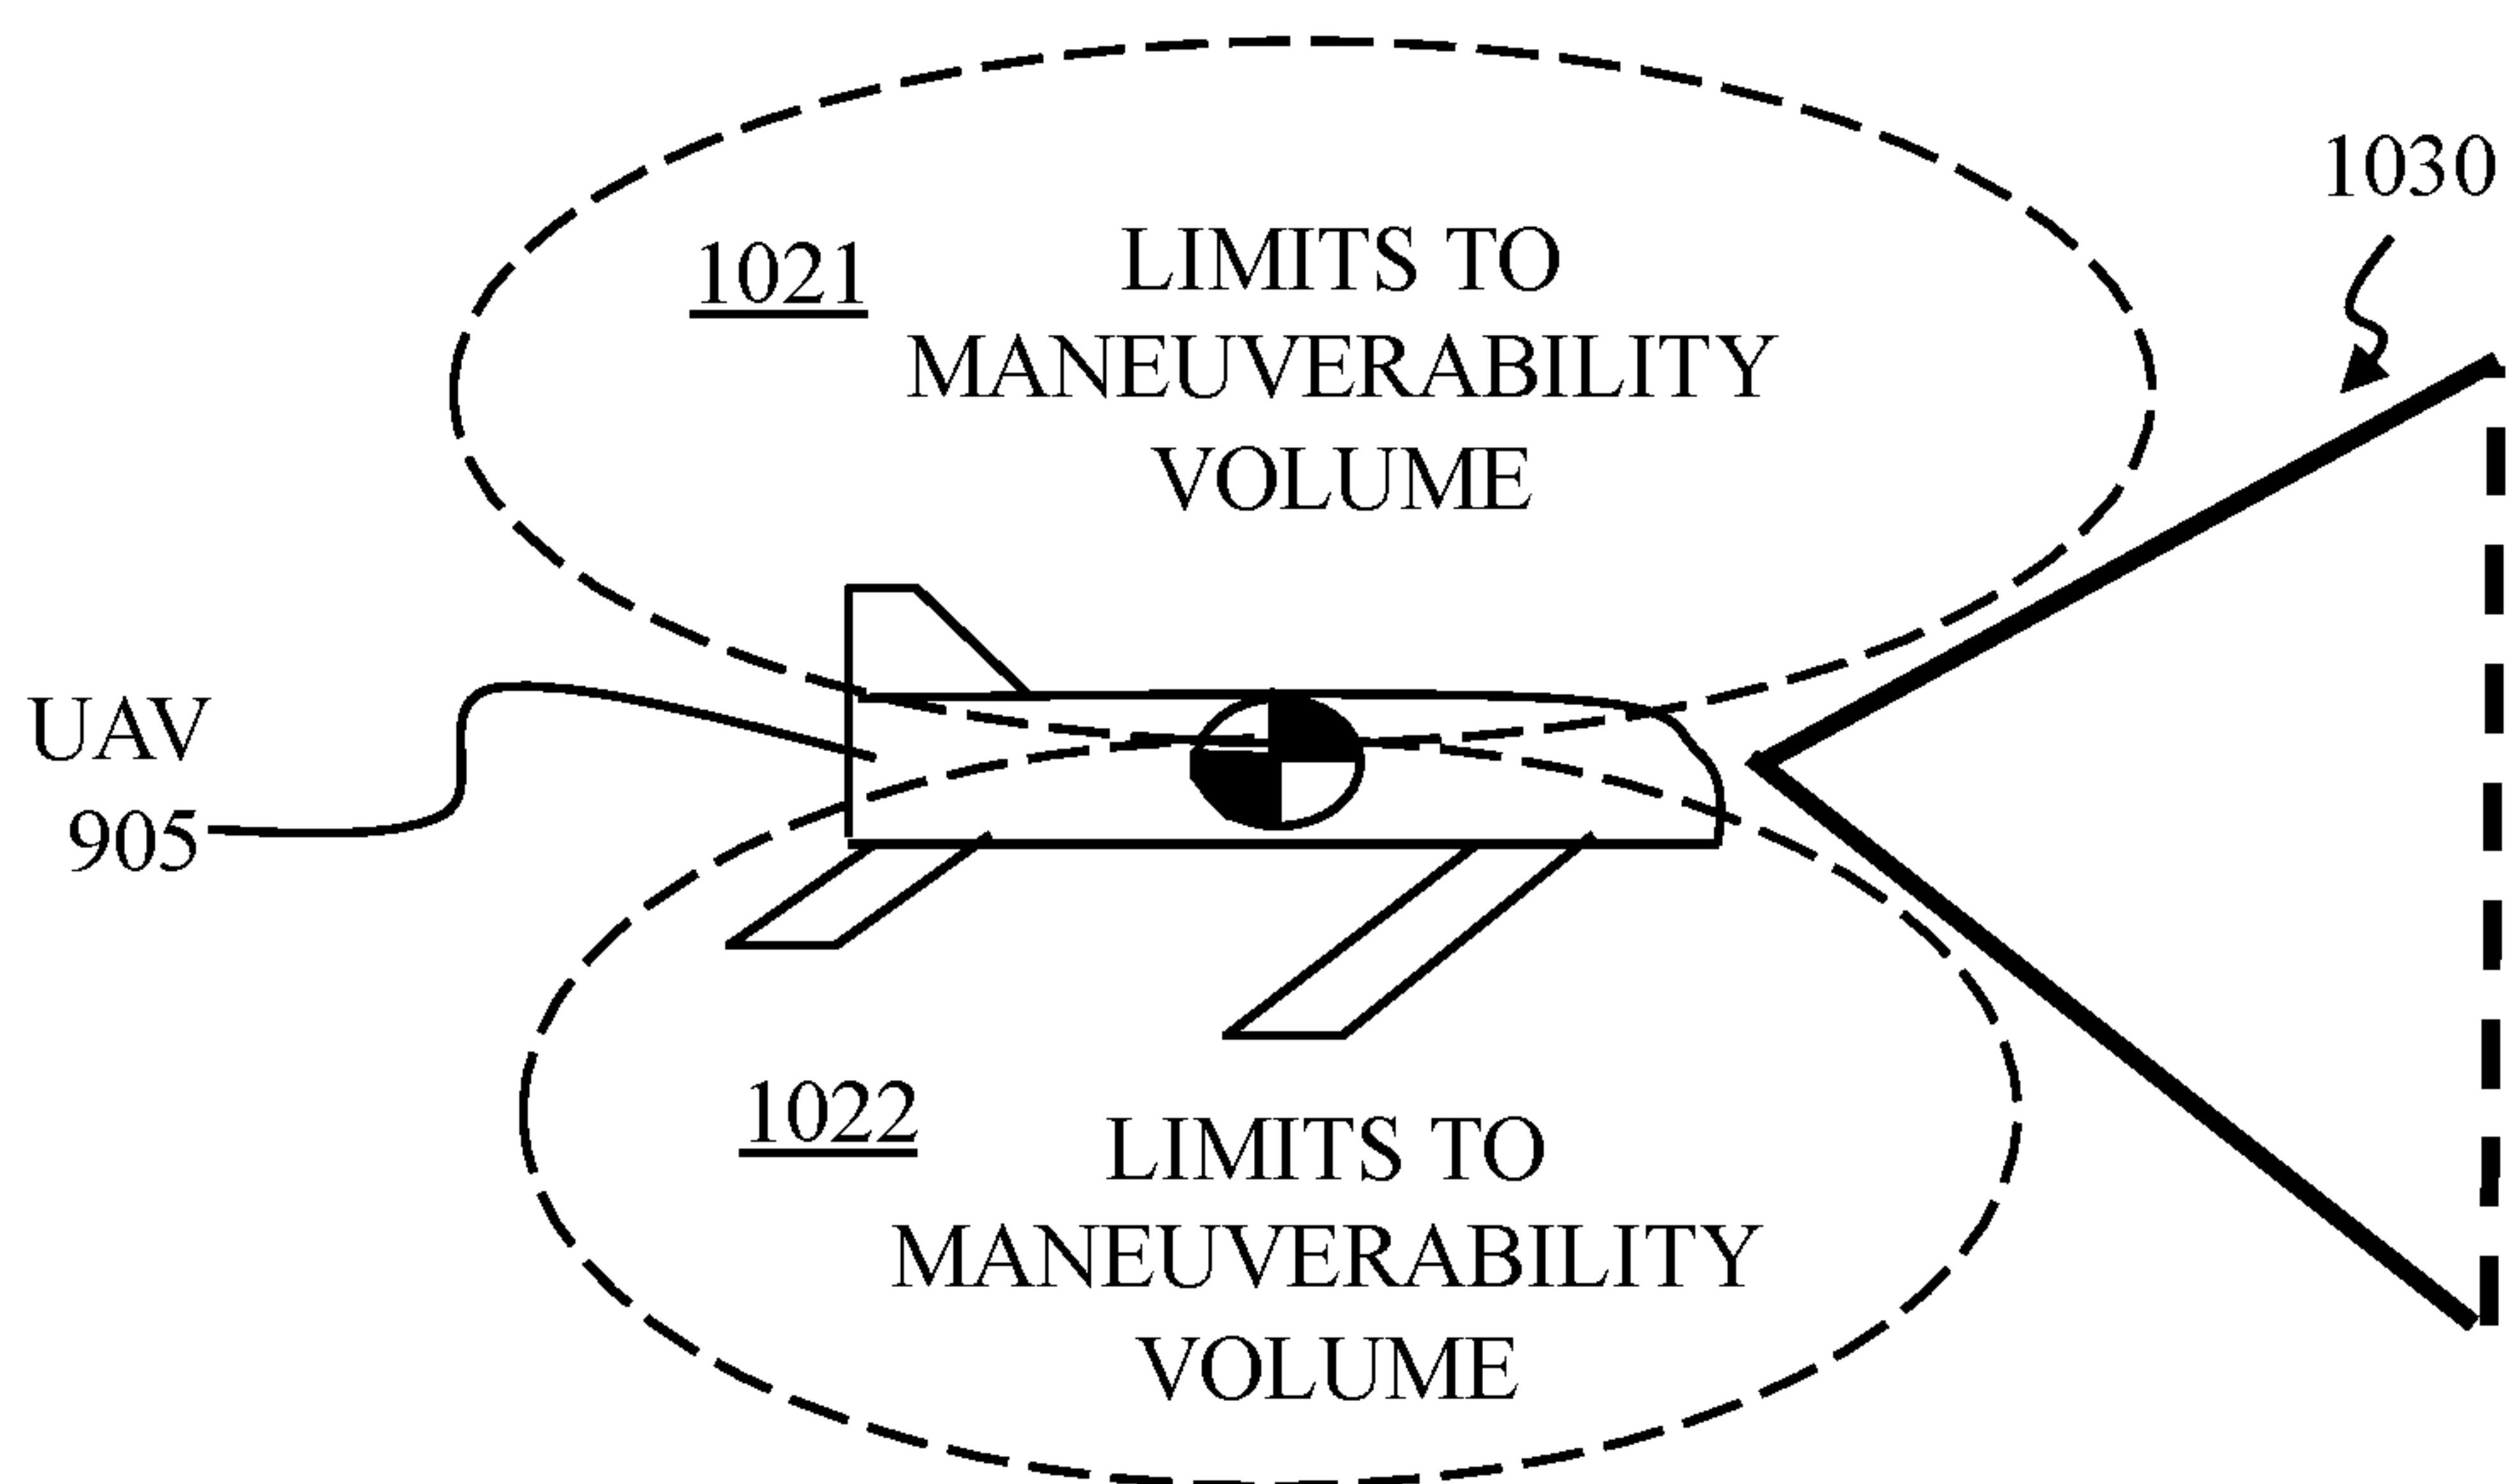 1030
1021
LIMITS TO
MANEUVERABILITY
VOLUME
UAV
905
1022
LIMITS TO
MANEUVERABILITY
VOLUME